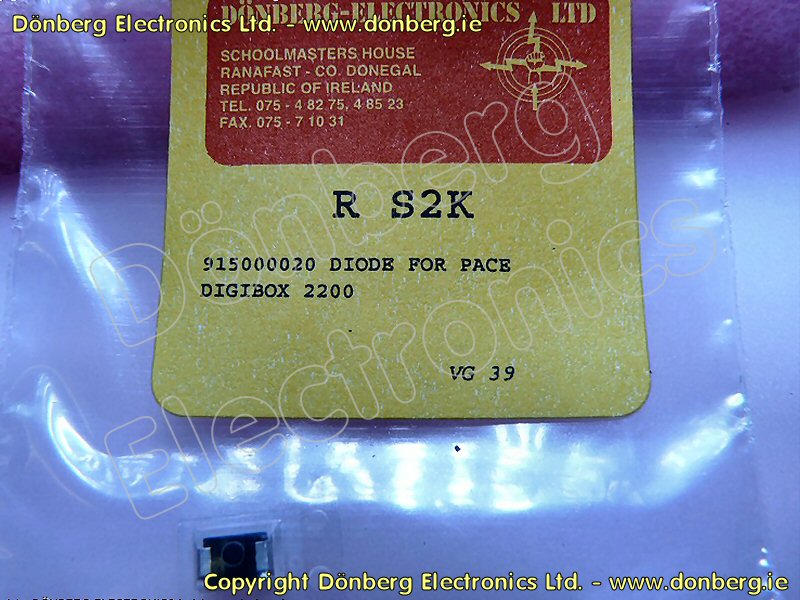 Dönberg Electronics Ltd. - www.donberg.ie
DÖNBERG-ELECTRONICS LTD
SCHOOLMASTERS HOUSE
RANAFAST - CO. DONEGAL
REPUBLIC OF IRELAND
TEL. 075 - 4 82 75, 4 85 23
FAX. 075 - 7 10 31
R S2K
915000020 DIODE FOR PACE
DIGIBOX 2200
VG 39
Dönberg
Electronics
Copyright Dönberg Electronics Ltd. - www.donberg.ie